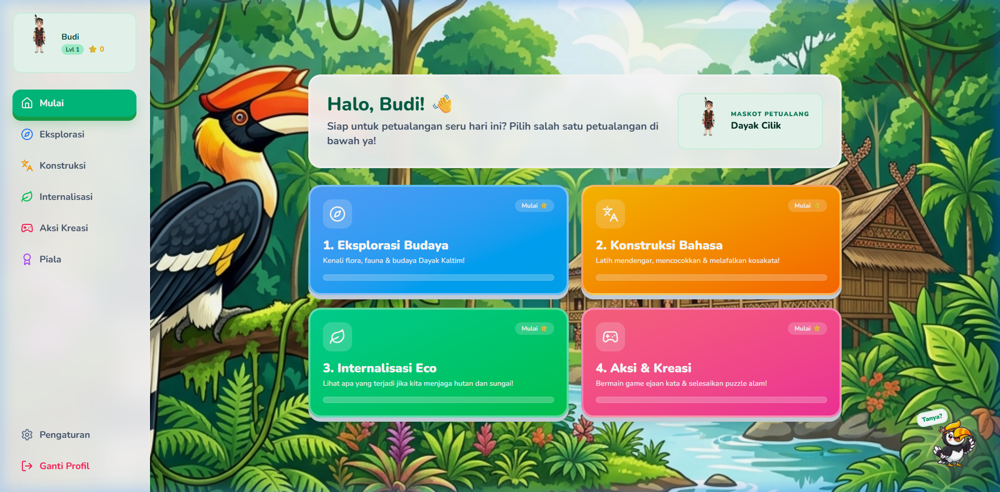 Budi
Lvl 1 0
Mulai
Eksplorasi
Konstruksi
Internalisasi
Aksi Kreasi
Piala
Pengaturan
Ganti Profil
Halo, Budi!
Siap untuk petualangan seru hari ini? Pilih salah satu petualangan di
bawah ya!
MASKOT PETUALANG
Dayak Cilik
Mulai
1. Eksplorasi Budaya
Kenali flora, fauna & budaya Dayak Kaltim!
Mulai
2. Konstruksi Bahasa
Latih mendengar, mencocokkan & melafalkan kosakata!
Mulai
3. Internalisasi Eco
Lihat apa yang terjadi jika kita menjaga hutan dan sungai!
Mulai
4. Aksi & Kreasi
Bermain game ejaan kata & selesaikan puzzle alam!
Tanya?